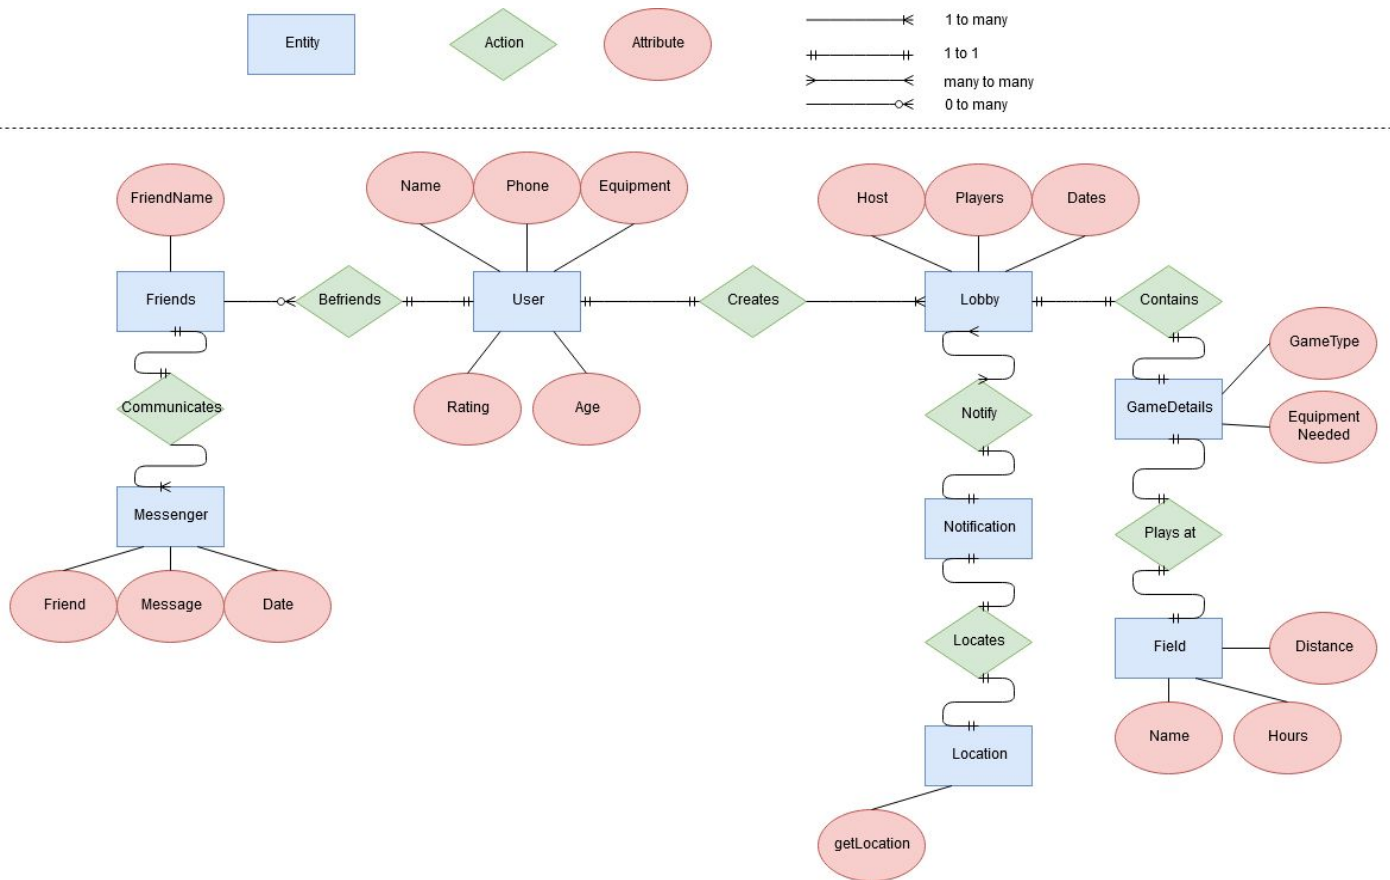 Entity
Action
Attribute
1 to many
1 to 1
many to many
0 to many
FriendName
Name
Phone
Equipment
Host
Players
Dates
Friends
Befriends
User
Creates
Lobby
Contains
GameType
Communicates
Rating
Age
Notify
GameDetails
Equipment
Needed
Messenger
Notification
Plays at
Friend
Message
Date
Locates
Field
Distance
Name
Hours
Location
getLocation